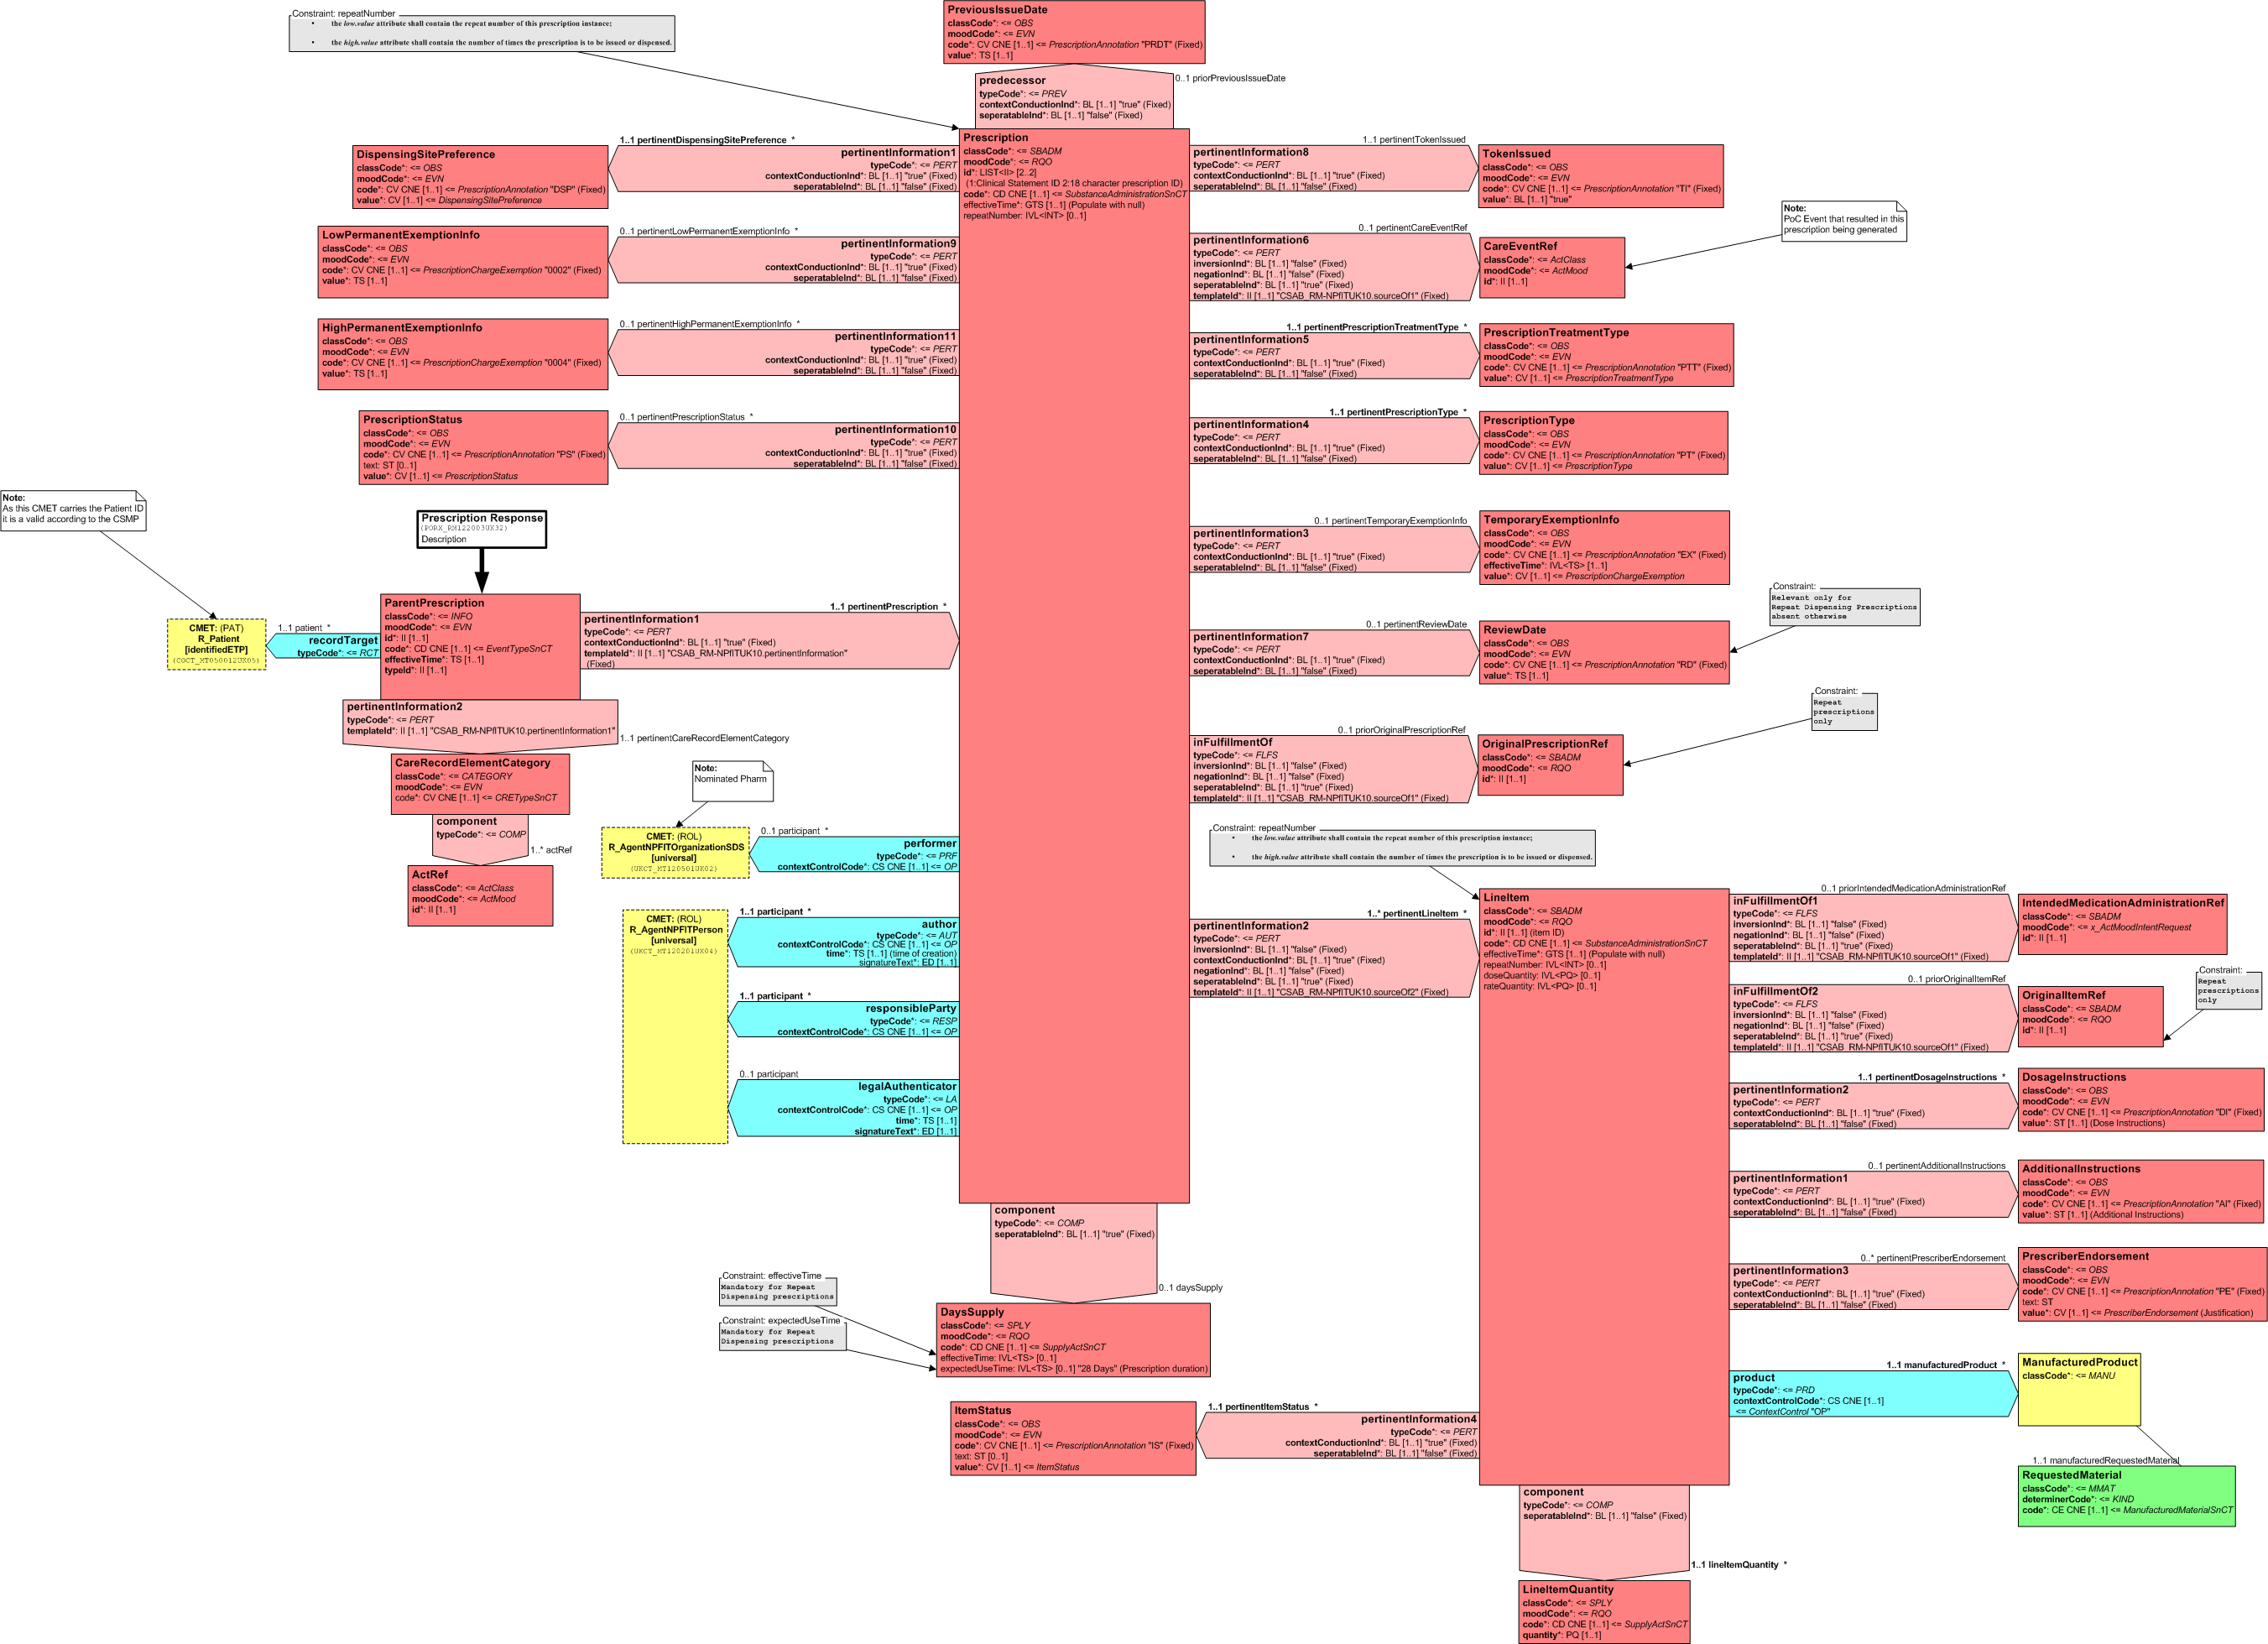 Constraint: repeatNumber
• the low.value attribute shall contain the repeat number of this prescription instance;
• the high.value attribute shall contain the number of times the prescription is to be issued or dispensed.
PreviousIssueDate
classCode*: <= OBS
moodCode*: <= EVN
code*: CV CNE [1..1] <= PrescriptionAnnotation "PRDT" (Fixed)
value*: TS [1..1]
0..1 priorPreviousIssueDate
predecessor
typeCode*: <= PREV
contextConductionInd*: BL [1..1] "true" (Fixed)
seperatableInd*: BL [1..1] "false" (Fixed)
Prescription
classCode*: <= SBADM
moodCode*: <= RQO
id*: LIST<II> [2..2]
(1:Clinical Statement ID 2:18 character prescription ID)
code*: CD CNE [1..1] <= SubstanceAdministrationSnCT
effectiveTime*: GTS [1..1] (Populate with null)
repeatNumber: IVL<INT> [0..1]
1..1 pertinentDispensingSitePreference *
pertinentInformation1
typeCode*: <= PERT
contextConductionInd*: BL [1..1] "true" (Fixed)
seperatableInd*: BL [1..1] "false" (Fixed)
DispensingSitePreference
classCode*: <= OBS
moodCode*: <= EVN
code*: CV CNE [1..1] <= PrescriptionAnnotation "DSP" (Fixed)
value*: CV [1..1] <= DispensingSitePreference
0..1 pertinentLowPermanentExemptionInfo *
pertinentInformation9
typeCode*: <= PERT
contextConductionInd*: BL [1..1] "true" (Fixed)
seperatableInd*: BL [1..1] "false" (Fixed)
LowPermanentExemptionInfo
classCode*: <= OBS
moodCode*: <= EVN
code*: CV CNE [1..1] <= PrescriptionChargeExemption "0002" (Fixed)
value*: TS [1..1]
0..1 pertinentHighPermanentExemptionInfo *
pertinentInformation11
typeCode*: <= PERT
contextConductionInd*: BL [1..1] "true" (Fixed)
seperatableInd*: BL [1..1] "false" (Fixed)
HighPermanentExemptionInfo
classCode*: <= OBS
moodCode*: <= EVN
code*: CV CNE [1..1] <= PrescriptionChargeExemption "0004" (Fixed)
value*: TS [1..1]
0..1 pertinentPrescriptionStatus *
pertinentInformation10
typeCode*: <= PERT
contextConductionInd*: BL [1..1] "true" (Fixed)
seperatableInd*: BL [1..1] "false" (Fixed)
PrescriptionStatus
classCode*: <= OBS
moodCode*: <= EVN
code*: CV CNE [1..1] <= PrescriptionAnnotation "PS" (Fixed)
text: ST [0..1]
value*: CV [1..1] <= PrescriptionStatus
1..1 pertinentTokenIssued
pertinentInformation8
typeCode*: <= PERT
contextConductionInd*: BL [1..1] "true" (Fixed)
seperatableInd*: BL [1..1] "false" (Fixed)
TokenIssued
classCode*: <= OBS
moodCode*: <= EVN
code*: CV CNE [1..1] <= PrescriptionAnnotation "TI" (Fixed)
value*: BL [1..1] "true"
Note:
PoC Event that resulted in this
prescription being generated
0..1 pertinentCareEventRef
pertinentInformation6
typeCode*: <= PERT
inversionInd*: BL [1..1] "false" (Fixed)
negationInd*: BL [1..1] "false" (Fixed)
seperatableInd*: BL [1..1] "true" (Fixed)
templateId*: II [1..1] "CSAB_RM-NPfITUK10.sourceOf1" (Fixed)
CareEventRef
classCode*: <= ActClass
moodCode*: <= ActMood
id*: II [1..1]
1..1 pertinentPrescriptionTreatmentType *
pertinentInformation5
typeCode*: <= PERT
contextConductionInd*: BL [1..1] "true" (Fixed)
seperatableInd*: BL [1..1] "false" (Fixed)
PrescriptionTreatmentType
classCode*: <= OBS
moodCode*: <= EVN
code*: CV CNE [1..1] <= PrescriptionAnnotation "PTT" (Fixed)
value*: CV [1..1] <= PrescriptionTreatmentType
1..1 pertinentPrescriptionType *
pertinentInformation4
typeCode*: <= PERT
contextConductionInd*: BL [1..1] "true" (Fixed)
seperatableInd*: BL [1..1] "false" (Fixed)
PrescriptionType
classCode*: <= OBS
moodCode*: <= EVN
code*: CV CNE [1..1] <= PrescriptionAnnotation "PT" (Fixed)
value*: CV [1..1] <= PrescriptionType
0..1 pertinentTemporaryExemptionInfo
pertinentInformation3
typeCode*: <= PERT
contextConductionInd*: BL [1..1] "true" (Fixed)
seperatableInd*: BL [1..1] "false" (Fixed)
TemporaryExemptionInfo
classCode*: <= OBS
moodCode*: <= EVN
code*: CV CNE [1..1] <= PrescriptionAnnotation "EX" (Fixed)
effectiveTime*: IVL<TS> [1..1]
value*: CV [1..1] <= PrescriptionChargeExemption
Constraint:
Relevant only for
Repeat Dispensing Prescriptions
absent otherwise
0..1 pertinentReviewDate
pertinentInformation7
typeCode*: <= PERT
contextConductionInd*: BL [1..1] "true" (Fixed)
seperatableInd*: BL [1..1] "false" (Fixed)
ReviewDate
classCode*: <= OBS
moodCode*: <= EVN
code*: CV CNE [1..1] <= PrescriptionAnnotation "RD" (Fixed)
value*: TS [1..1]
Constraint:
Repeat
prescriptions
only
0..1 priorOriginalPrescriptionRef
inFulfillmentOf
typeCode*: <= FLFS
inversionInd*: BL [1..1] "false" (Fixed)
negationInd*: BL [1..1] "false" (Fixed)
seperatableInd*: BL [1..1] "true" (Fixed)
templateId*: II [1..1] "CSAB_RM-NPfITUK10.sourceOf1" (Fixed)
OriginalPrescriptionRef
classCode*: <= SBADM
moodCode*: <= RQO
id*: II [1..1]
Note:
As this CMET carries the Patient ID
it is a valid according to the CSMP
Prescription Response
(PORX_RM122003UK32)
Description
CMET: (PAT)
R_Patient
[identifiedETP]
(COCT_MT050012UK05)
1..1 patient *
recordTarget
typeCode*: <= RCT
ParentPrescription
classCode*: <= INFO
moodCode*: <= EVN
id*: II [1..1]
code*: CD CNE [1..1] <= EventTypeSnCT
effectiveTime*: TS [1..1]
typeId*: II [1..1]
1..1 pertinentPrescription *
pertinentInformation1
typeCode*: <= PERT
contextConductionInd*: BL [1..1] "true" (Fixed)
templateId*: II [1..1] "CSAB_RM-NPfITUK10.pertinentInformation"
(Fixed)
pertinentInformation2
typeCode*: <= PERT
templateId*: II [1..1] "CSAB_RM-NPfITUK10.pertinentInformation1"
1..1 pertinentCareRecordElementCategory
CareRecordElementCategory
classCode*: <= CATEGORY
moodCode*: <= EVN
code*: CV CNE [1..1] <= CRETypeSnCT
component
typeCode*: <= COMP
1..* actRef
ActRef
classCode*: <= ActClass
moodCode*: <= ActMood
id*: II [1..1]
Note:
Nominated Pharm
CMET: (ROL)
R_AgentNPFITOrganizationSDS
[universal]
(UKCT_MT120501UK02)
0..1 participant *
performer
typeCode*: <= PRF
contextControlCode*: CS CNE [1..1] <= OP
CMET: (ROL)
R_AgentNPFITPerson
[universal]
(UKCT_MT120201UK04)
1..1 participant *
author
typeCode*: <= AUT
contextControlCode*: CS CNE [1..1] <= OP
time*: TS [1..1] (time of creation)
signatureText*: ED [1..1]
1..1 participant *
responsibleParty
typeCode*: <= RESP
contextControlCode*: CS CNE [1..1] <= OP
0..1 participant
legalAuthenticator
typeCode*: <= LA
contextControlCode*: CS CNE [1..1] <= OP
time*: TS [1..1]
signatureText*: ED [1..1]
Constraint: repeatNumber
• the low.value attribute shall contain the repeat number of this prescription instance;
• the high.value attribute shall contain the number of times the prescription is to be issued or dispensed.
1..* pertinentLineItem *
pertinentInformation2
typeCode*: <= PERT
inversionInd*: BL [1..1] "false" (Fixed)
contextConductionInd*: BL [1..1] "true" (Fixed)
negationInd*: BL [1..1] "false" (Fixed)
seperatableInd*: BL [1..1] "true" (Fixed)
templateId*: II [1..1] "CSAB_RM-NPfITUK10.sourceOf2" (Fixed)
LineItem
classCode*: <= SBADM
moodCode*: <= RQO
id*: II [1..1] (item ID)
code*: CD CNE [1..1] <= SubstanceAdministrationSnCT
effectiveTime*: GTS [1..1] (Populate with null)
repeatNumber: IVL<INT> [0..1]
doseQuantity: IVL<PQ> [0..1]
rateQuantity: IVL<PQ> [0..1]
0..1 priorIntendedMedicationAdministrationRef
inFulfillmentOf1
typeCode*: <= FLFS
inversionInd*: BL [1..1] "false" (Fixed)
negationInd*: BL [1..1] "false" (Fixed)
seperatableInd*: BL [1..1] "true" (Fixed)
templateId*: II [1..1] "CSAB_RM-NPfITUK10.sourceOf1" (Fixed)
IntendedMedicationAdministrationRef
classCode*: <= SBADM
moodCode*: <= x_ActMoodIntentRequest
id*: II [1..1]
0..1 priorOriginalItemRef
inFulfillmentOf2
typeCode*: <= FLFS
inversionInd*: BL [1..1] "false" (Fixed)
negationInd*: BL [1..1] "false" (Fixed)
seperatableInd*: BL [1..1] "true" (Fixed)
templateId*: II [1..1] "CSAB_RM-NPfITUK10.sourceOf1" (Fixed)
OriginalItemRef
classCode*: <= SBADM
moodCode*: <= RQO
id*: II [1..1]
Constraint:
Repeat
prescriptions
only
1..1 pertinentDosageInstructions *
pertinentInformation2
typeCode*: <= PERT
contextConductionInd*: BL [1..1] "true" (Fixed)
seperatableInd*: BL [1..1] "false" (Fixed)
DosageInstructions
classCode*: <= OBS
moodCode*: <= EVN
code*: CV CNE [1..1] <= PrescriptionAnnotation "DI" (Fixed)
value*: ST [1..1] (Dose Instructions)
0..1 pertinentAdditionalInstructions
pertinentInformation1
typeCode*: <= PERT
contextConductionInd*: BL [1..1] "true" (Fixed)
seperatableInd*: BL [1..1] "false" (Fixed)
AdditionalInstructions
classCode*: <= OBS
moodCode*: <= EVN
code*: CV CNE [1..1] <= PrescriptionAnnotation "AI" (Fixed)
value*: ST [1..1] (Additional Instructions)
0..* pertinentPrescriberEndorsement
pertinentInformation3
typeCode*: <= PERT
contextConductionInd*: BL [1..1] "true" (Fixed)
seperatableInd*: BL [1..1] "false" (Fixed)
PrescriberEndorsement
classCode*: <= OBS
moodCode*: <= EVN
code*: CV CNE [1..1] <= PrescriptionAnnotation "PE" (Fixed)
text: ST
value*: CV [1..1] <= PrescriberEndorsement (Justification)
1..1 manufacturedProduct *
product
typeCode*: <= PRD
contextControlCode*: CS CNE [1..1]
<= ContextControl "OP"
ManufacturedProduct
classCode*: <= MANU
1..1 manufacturedRequestedMaterial
RequestedMaterial
classCode*: <= MMAT
determinerCode*: <= KIND
code*: CE CNE [1..1] <= ManufacturedMaterialSnCT
component
typeCode*: <= COMP
seperatableInd*: BL [1..1] "true" (Fixed)
0..1 daysSupply
Constraint: effectiveTime
Mandatory for Repeat
Dispensing prescriptions
Constraint: expectedUseTime
Mandatory for Repeat
Dispensing prescriptions
DaysSupply
classCode*: <= SPLY
moodCode*: <= RQO
code*: CD CNE [1..1] <= SupplyActSnCT
effectiveTime: IVL<TS> [0..1]
expectedUseTime: IVL<TS> [0..1] "28 Days" (Prescription duration)
1..1 pertinentItemStatus *
pertinentInformation4
typeCode*: <= PERT
contextConductionInd*: BL [1..1] "true" (Fixed)
seperatableInd*: BL [1..1] "false" (Fixed)
ItemStatus
classCode*: <= OBS
moodCode*: <= EVN
code*: CV CNE [1..1] <= PrescriptionAnnotation "IS" (Fixed)
text: ST [0..1]
value*: CV [1..1] <= ItemStatus
component
typeCode*: <= COMP
seperatableInd*: BL [1..1] "false" (Fixed)
1..1 lineItemQuantity *
LineItemQuantity
classCode*: <= SPLY
moodCode*: <= RQO
code*: CD CNE [1..1] <= SupplyActSnCT
quantity*: PQ [1..1]